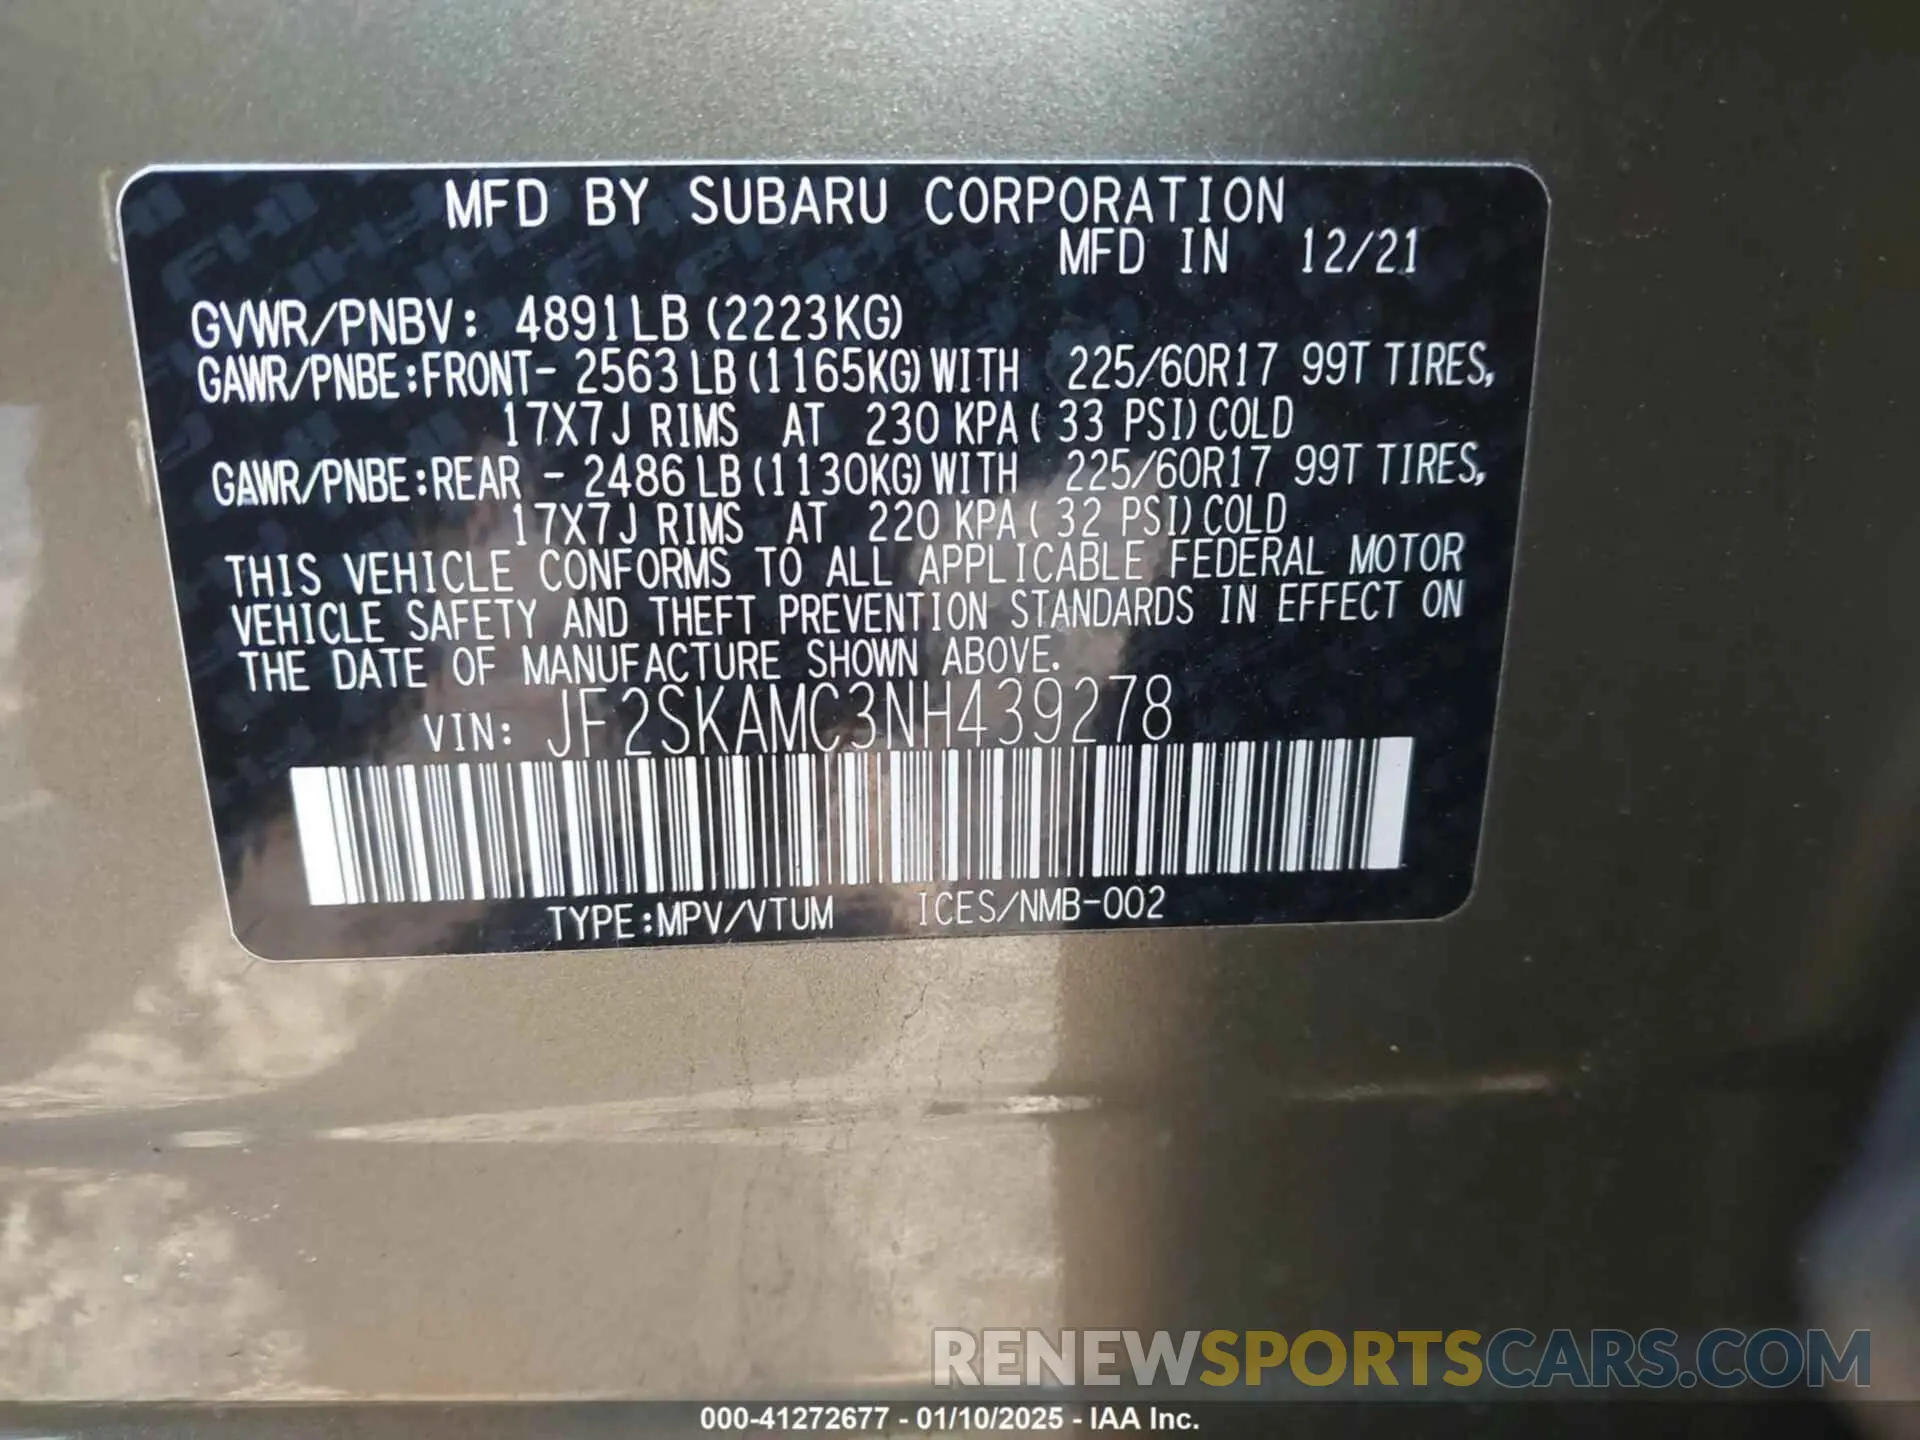 MFD BY SUBARU CORPORATION
MFD IN 12/21
GVWR/PNBV: 4891LB (2223KG)
GAWR/PNBE:FRONT- 2563LB (1165KG) WITH 225/60R17 99T TIRES,
17X7J RIMS AT 230 KPA ( 33 PSI) COLD
GAWR/PNBE:REAR - 2486LB (1130KG) WITH 225/60R17 99T TIRES,
17X7J RIMS AT 220 KPA ( 32 PSI) COLD
THIS VEHICLE CONFORMS TO ALL APPLICABLE FEDERAL MOTOR
VEHICLE SAFETY AND THEFT PREVENTION STANDARDS IN EFFECT ON
THE DATE OF MANUFACTURE SHOWN ABOVE.
VIN: JF2SKAMC3NH439278
TYPE:MPV/VTUM ICES/NMB-002
RENEWSPORTSCARS.COM
000-41272677 - 01/10/2025 - IAA Inc.